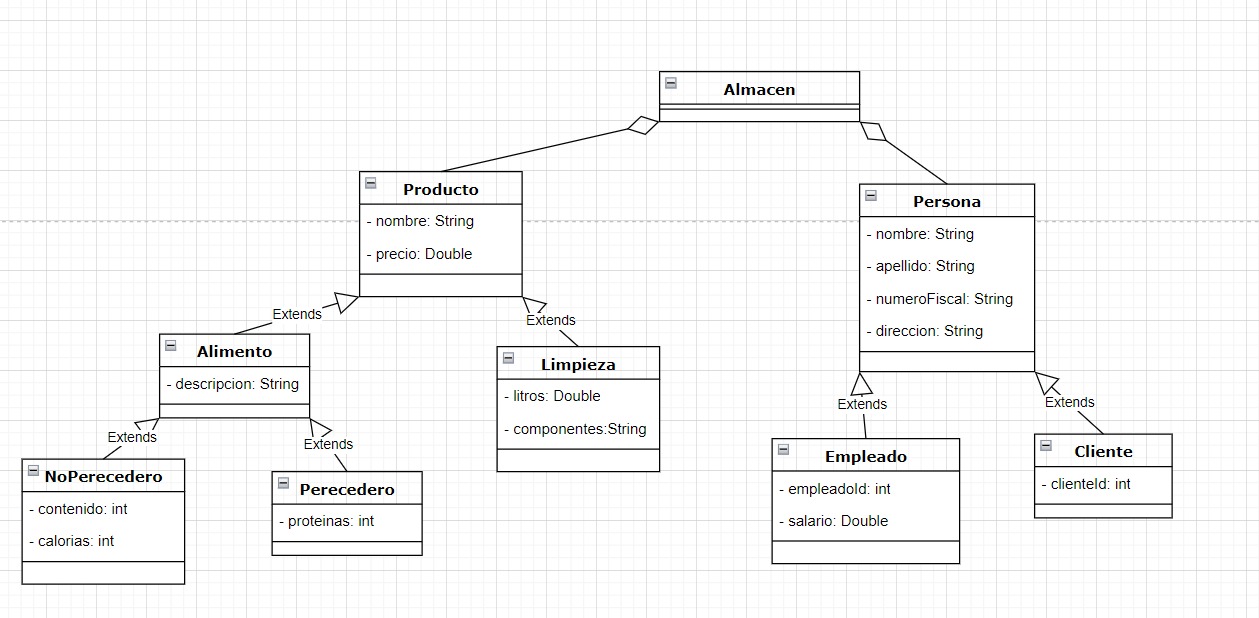 Almacen
Producto
- nombre: String
- precio: Double
Persona
- nombre: String
- apellido: String
- numeroFiscal: String
- direccion: String
Extends
Extends
Alimento
- descripcion: String
Limpieza
- litros: Double
- componentes:String
Extends
Extends
Extends
Extends
NoPerecedero
- contenido: int
- calorias: int
Perecedero
- proteinas: int
Empleado
- empleadoId: int
- salario: Double
Cliente
- clienteId: int